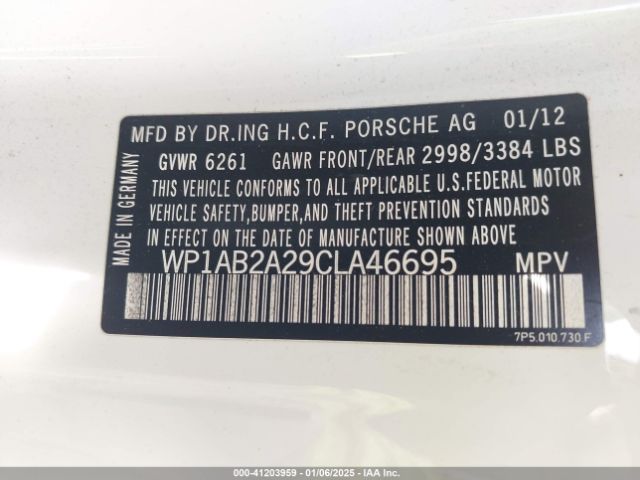 MFD BY DR.ING H.C.F. PORSCHE AG 01/12
GVWR 6261 GAWR FRONT/REAR 2998/3384 LBS
THIS VEHICLE CONFORMS TO ALL APPLICABLE U.S.FEDERAL MOTOR
VEHICLE SAFETY,BUMPER,AND THEFT PREVENTION STANDARDS
IN EFFECT ON THE DATE OF MANUFACTURE SHOWN ABOVE
WP1AB2A29CLA46695 MPV
MADE IN GERMANY
7P5.010.730.F
000-41203959 - 01/06/2025 - IAA Holdings, LLC.